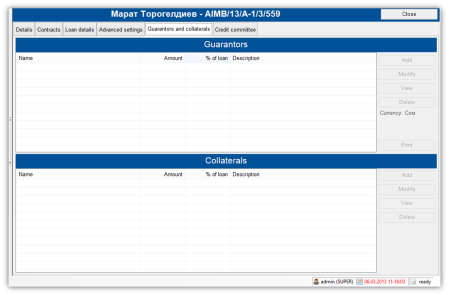 Марат Торогелдиев - AIMB/13/A-1/3/559
Close
Details Contracts Loan details Advanced settings Guarantors and collaterals Credit committee
Guarantors
Name Amount % of loan Description
Add
Modify
View
Delete
Currency: Сом
Print
Collaterals
Name Amount % of loan Description
Add
Modify
View
Delete
admin (SUPER) 06.03.2013 11:16:03 ready